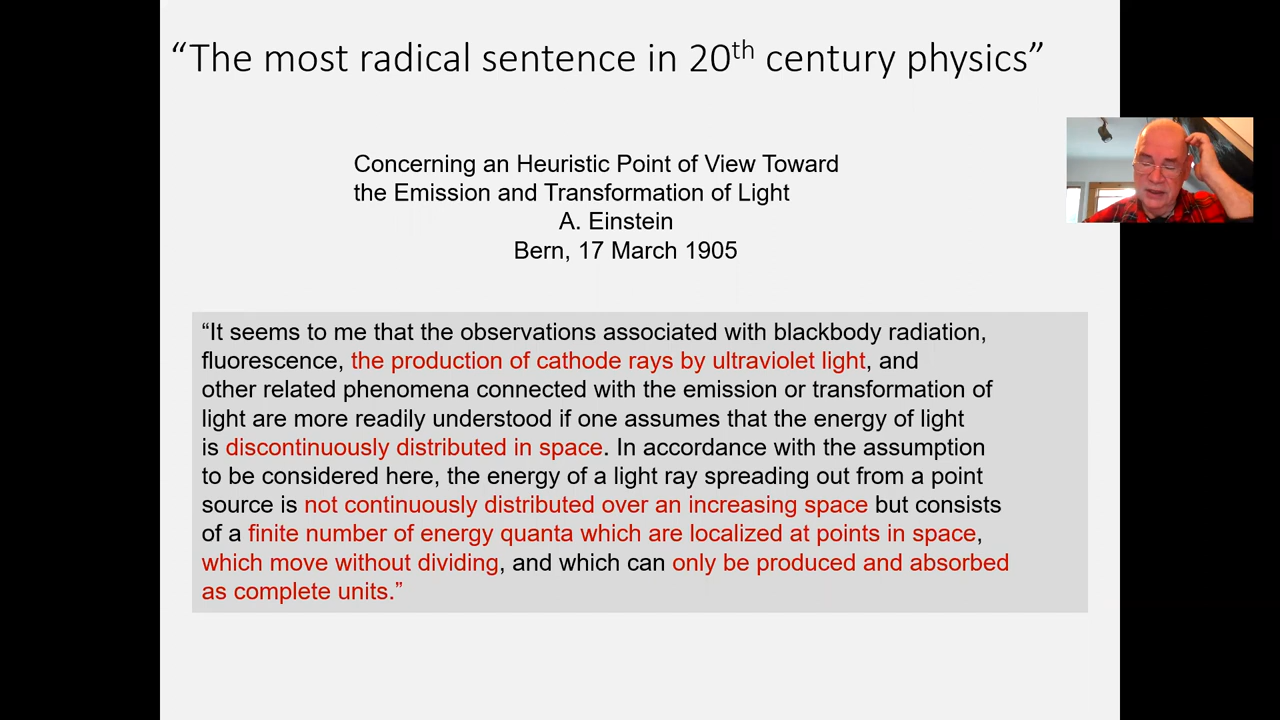 “The most radical sentence in 20th century physics”
Concerning an Heuristic Point of View Toward
the Emission and Transformation of Light
A. Einstein
Bern, 17 March 1905
“It seems to me that the observations associated with blackbody radiation,
fluorescence, the production of cathode rays by ultraviolet light, and
other related phenomena connected with the emission or transformation of
light are more readily understood if one assumes that the energy of light
is discontinuously distributed in space. In accordance with the assumption
to be considered here, the energy of a light ray spreading out from a point
source is not continuously distributed over an increasing space but consists
of a finite number of energy quanta which are localized at points in space,
which move without dividing, and which can only be produced and absorbed
as complete units.”